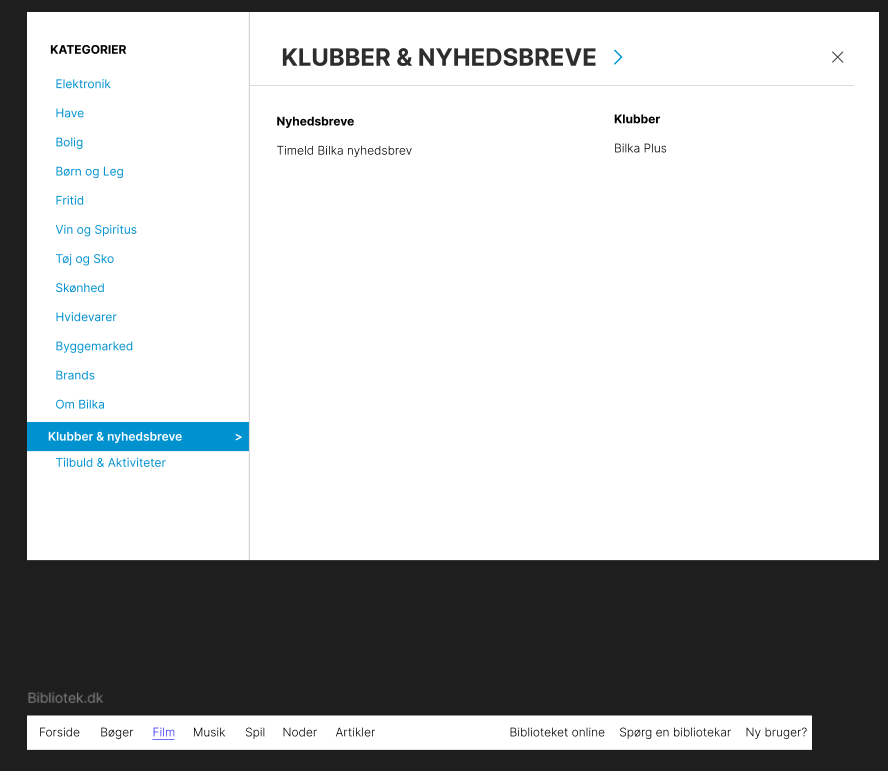 KATEGORIER
Elektronik
Have
Bolig
Børn og Leg
Fritid
Vin og Spiritus
Tøj og Sko
Skønhed
Hvidevarer
Byggemarked
Brands
Om Bilka
Klubber & nyhedsbreve >
Tilbuld & Aktiviteter
KLUBBER & NYHEDSBREVE
Nyhedsbreve
Timeld Bilka nyhedsbrev
Klubber
Bilka Plus
Bibliotek.dk
Forside Bøger Film Musik Spil Noder Artikler Biblioteket online Spørg en bibliotekar Ny bruger?